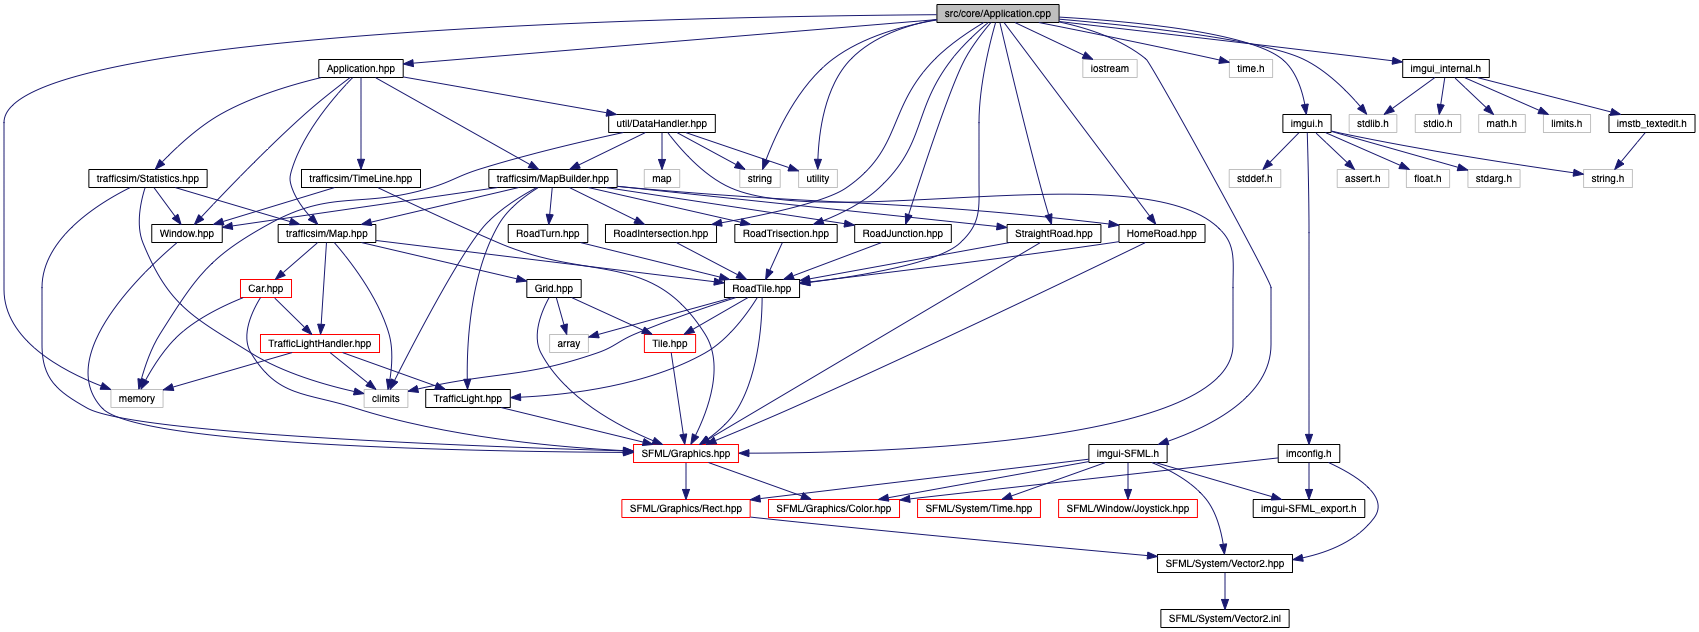 src/core/Application.cpp
Application.hpp
iostream
time.h
imgui_internal.h
util/DataHandler.hpp
imgui.h
stdlib.h
stdio.h
math.h
limits.h
imstb_textedit.h
trafficsim/Statistics.hpp
trafficsim/TimeLine.hpp
trafficsim/MapBuilder.hpp
map
string
utility
stddef.h
assert.h
float.h
stdarg.h
string.h
Window.hpp
trafficsim/Map.hpp
RoadTurn.hpp
RoadIntersection.hpp
RoadTrisection.hpp
RoadJunction.hpp
StraightRoad.hpp
HomeRoad.hpp
Car.hpp
Grid.hpp
RoadTile.hpp
TrafficLightHandler.hpp
array
Tile.hpp
memory
climits
TrafficLight.hpp
SFML/Graphics.hpp
imgui-SFML.h
imconfig.h
SFML/Graphics/Rect.hpp
SFML/Graphics/Color.hpp
SFML/System/Time.hpp
SFML/Window/Joystick.hpp
imgui-SFML_export.h
SFML/System/Vector2.hpp
SFML/System/Vector2.inl